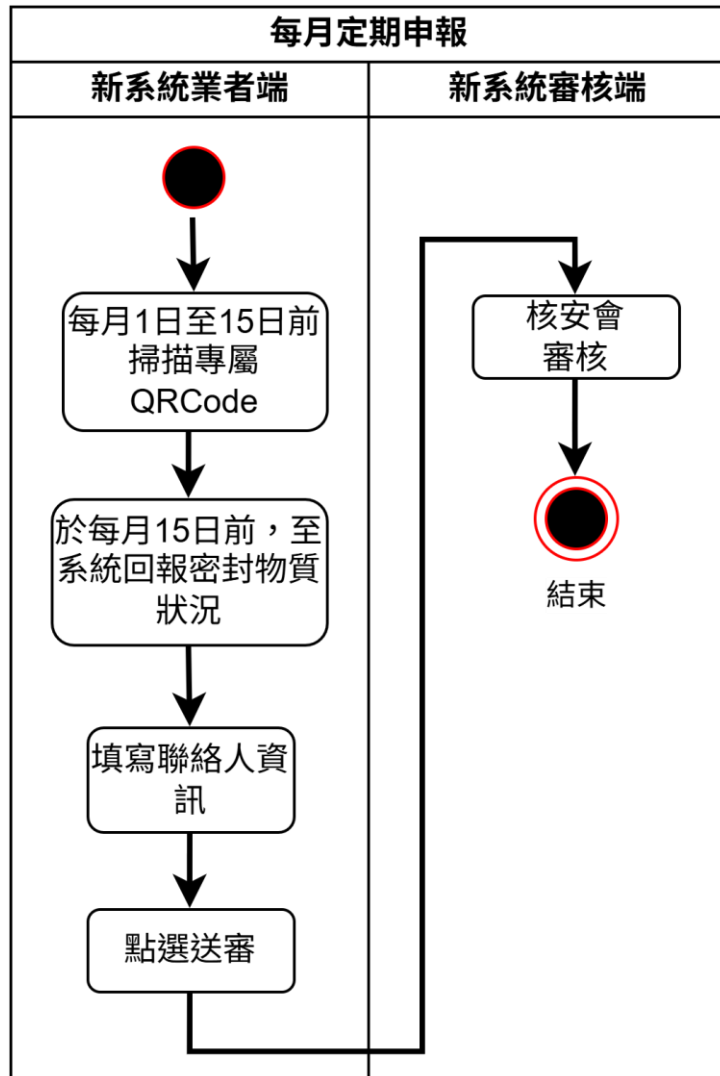 每月定期申報
新系統業者端
新系統審核端
每月1日至15日前
掃描專屬
QRCode
於每月15日前，至
系統回報密封物質
狀況
填寫聯絡人資
訊
點選送審
核安會
審核
結束